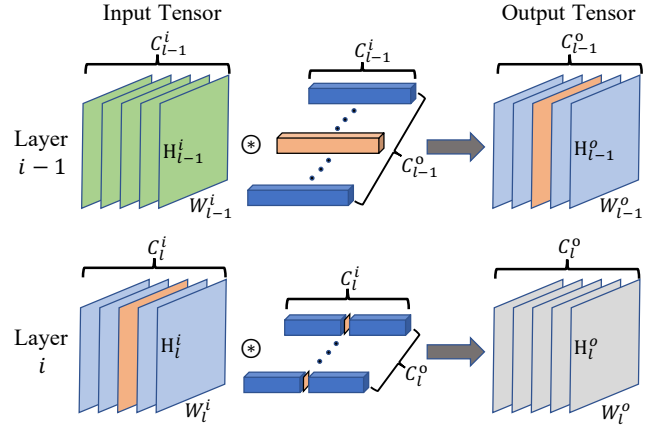 Input Tensor
Output Tensor
C^i_{l-1}
C^i_{l-1}
C^o_{l-1}
Layer
i − 1
H^i_{l-1}
W^i_{l-1}
⊛
C^o_{l-1}
H^o_{l-1}
W^o_{l-1}
C^i_l
C^i_l
C^o_l
Layer
i
H^i_l
W^i_l
⊛
C^o_l
H^o_l
W^o_l